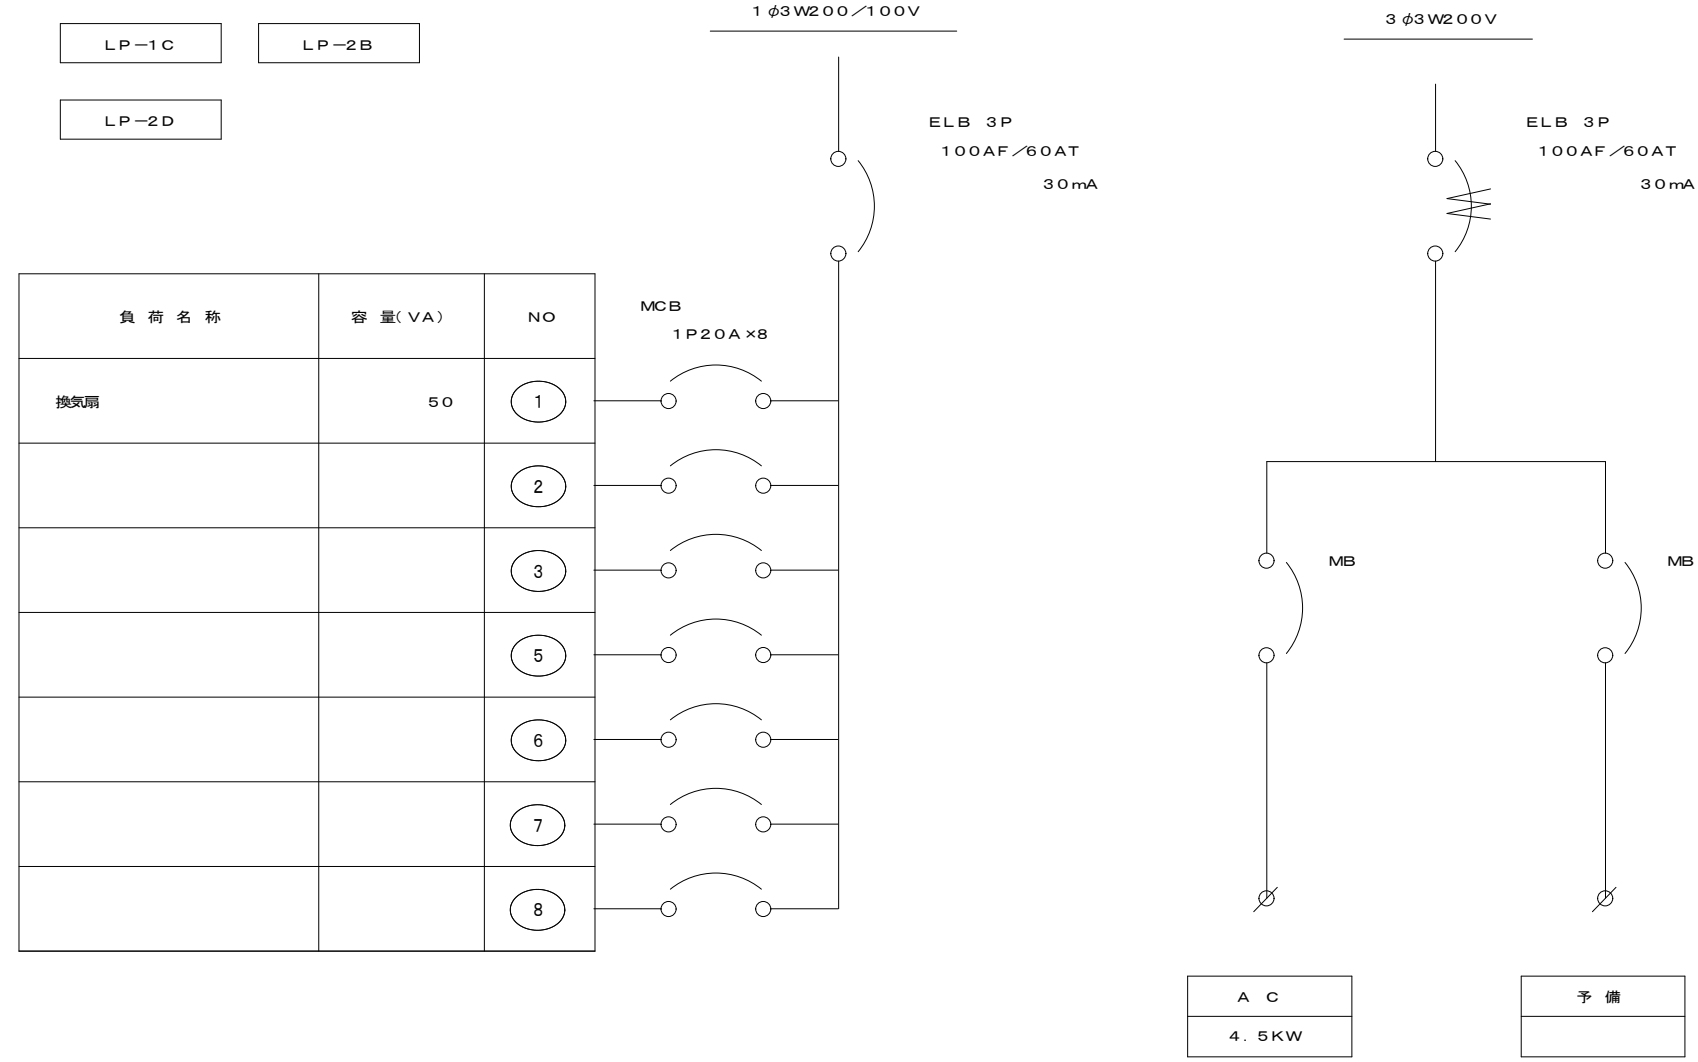 LP-1C
LP-2B
LP-2D
1φ3W200/100V
3φ3W200V
ELB 3P
100AF/60AT
30mA
ELB 3P
100AF/60AT
30mA
負荷名称 容量(VA) NO
MCB
1P20A×8
換気扇 50 1
2
3
5
6
7
8
MB
MB
AC
4.5KW
予備